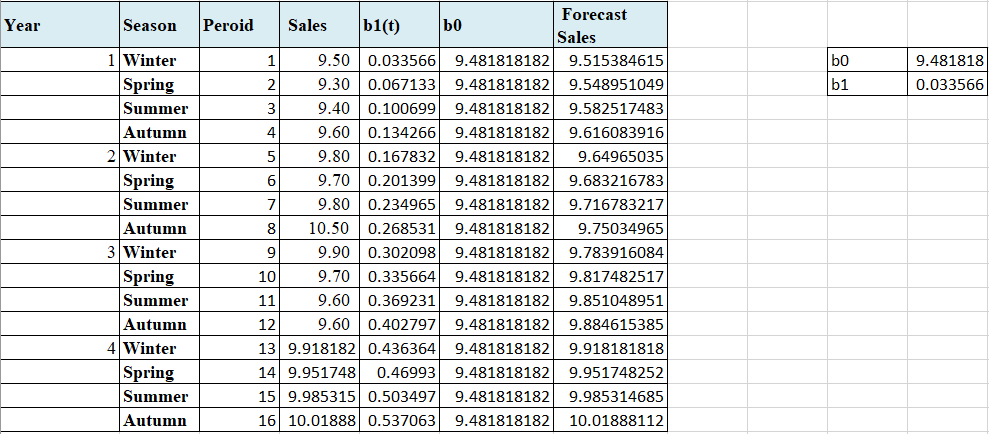 Year Season Peroid Sales b1(t) b0 Forecast Sales
1 Winter 1 9.50 0.033566 9.481818182 9.515384615 b0 9.481818
Spring 2 9.30 0.067133 9.481818182 9.548951049 b1 0.033566
Summer 3 9.40 0.100699 9.481818182 9.582517483
Autumn 4 9.60 0.134266 9.481818182 9.616083916
2 Winter 5 9.80 0.167832 9.481818182 9.64965035
Spring 6 9.70 0.201399 9.481818182 9.683216783
Summer 7 9.80 0.234965 9.481818182 9.716783217
Autumn 8 10.50 0.268531 9.481818182 9.75034965
3 Winter 9 9.90 0.302098 9.481818182 9.783916084
Spring 10 9.70 0.335664 9.481818182 9.817482517
Summer 11 9.60 0.369231 9.481818182 9.851048951
Autumn 12 9.60 0.402797 9.481818182 9.884615385
4 Winter 13 9.918182 0.436364 9.481818182 9.918181818
Spring 14 9.951748 0.46993 9.481818182 9.951748252
Summer 15 9.985315 0.503497 9.481818182 9.985314685
Autumn 16 10.01888 0.537063 9.481818182 10.01888112